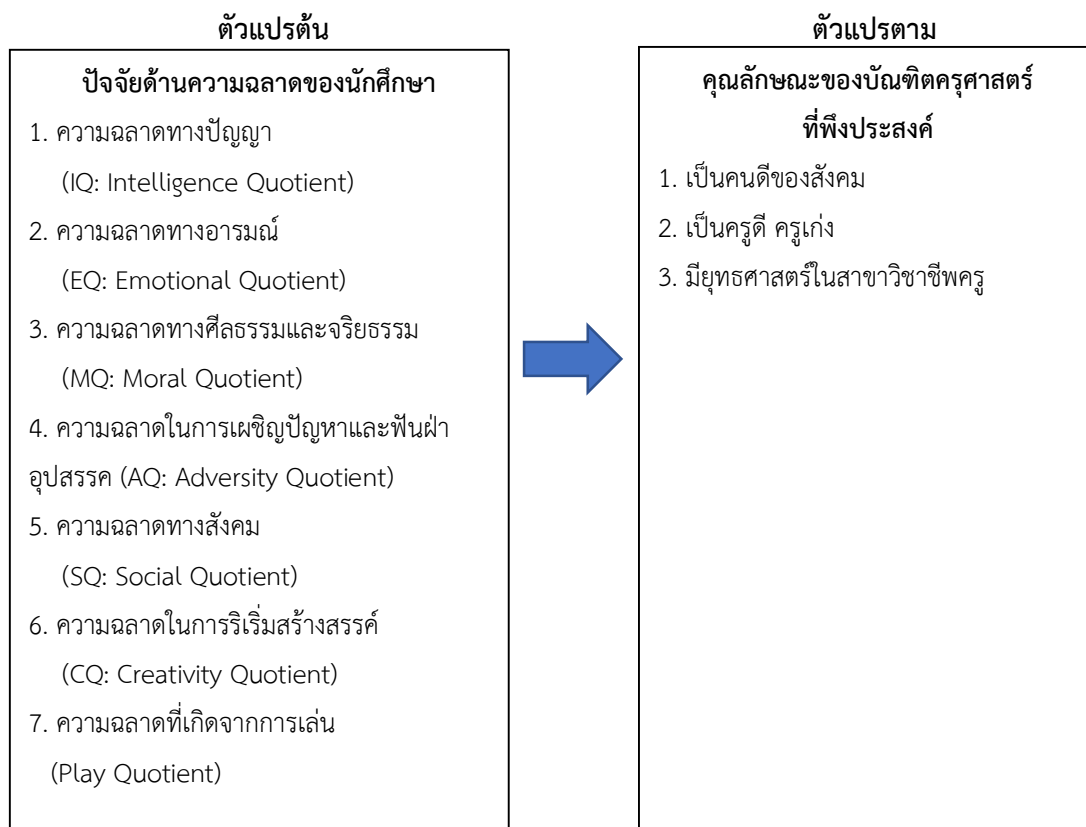 ตัวแปรต้น
ปัจจัยด้านความฉลาดของนักศึกษา
1. ความฉลาดทางปัญญา
(IQ: Intelligence Quotient)
2. ความฉลาดทางอารมณ์
(EQ: Emotional Quotient)
3. ความฉลาดทางศีลธรรมและจริยธรรม
(MQ: Moral Quotient)
4. ความฉลาดในการเผชิญปัญหาและฟันฝ่า
อุปสรรค (AQ: Adversity Quotient)
5. ความฉลาดทางสังคม
(SQ: Social Quotient)
6. ความฉลาดในการริเริ่มสร้างสรรค์
(CQ: Creativity Quotient)
7. ความฉลาดที่เกิดจากการเล่น
(Play Quotient)
ตัวแปรตาม
คุณลักษณะของบัณฑิตครุศาสตร์
ที่พึงประสงค์
1. เป็นคนดีของสังคม
2. เป็นครูดี ครูเก่ง
3. มียุทธศาสตร์ในสาขาวิชาชีพครู